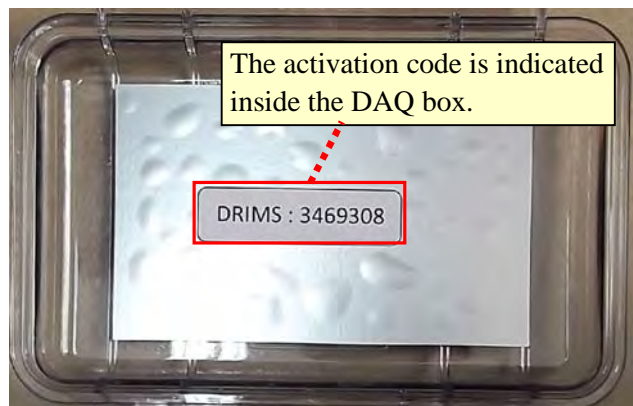 The activation code is indicated
inside the DAQ box.
DRIMS : 3469308